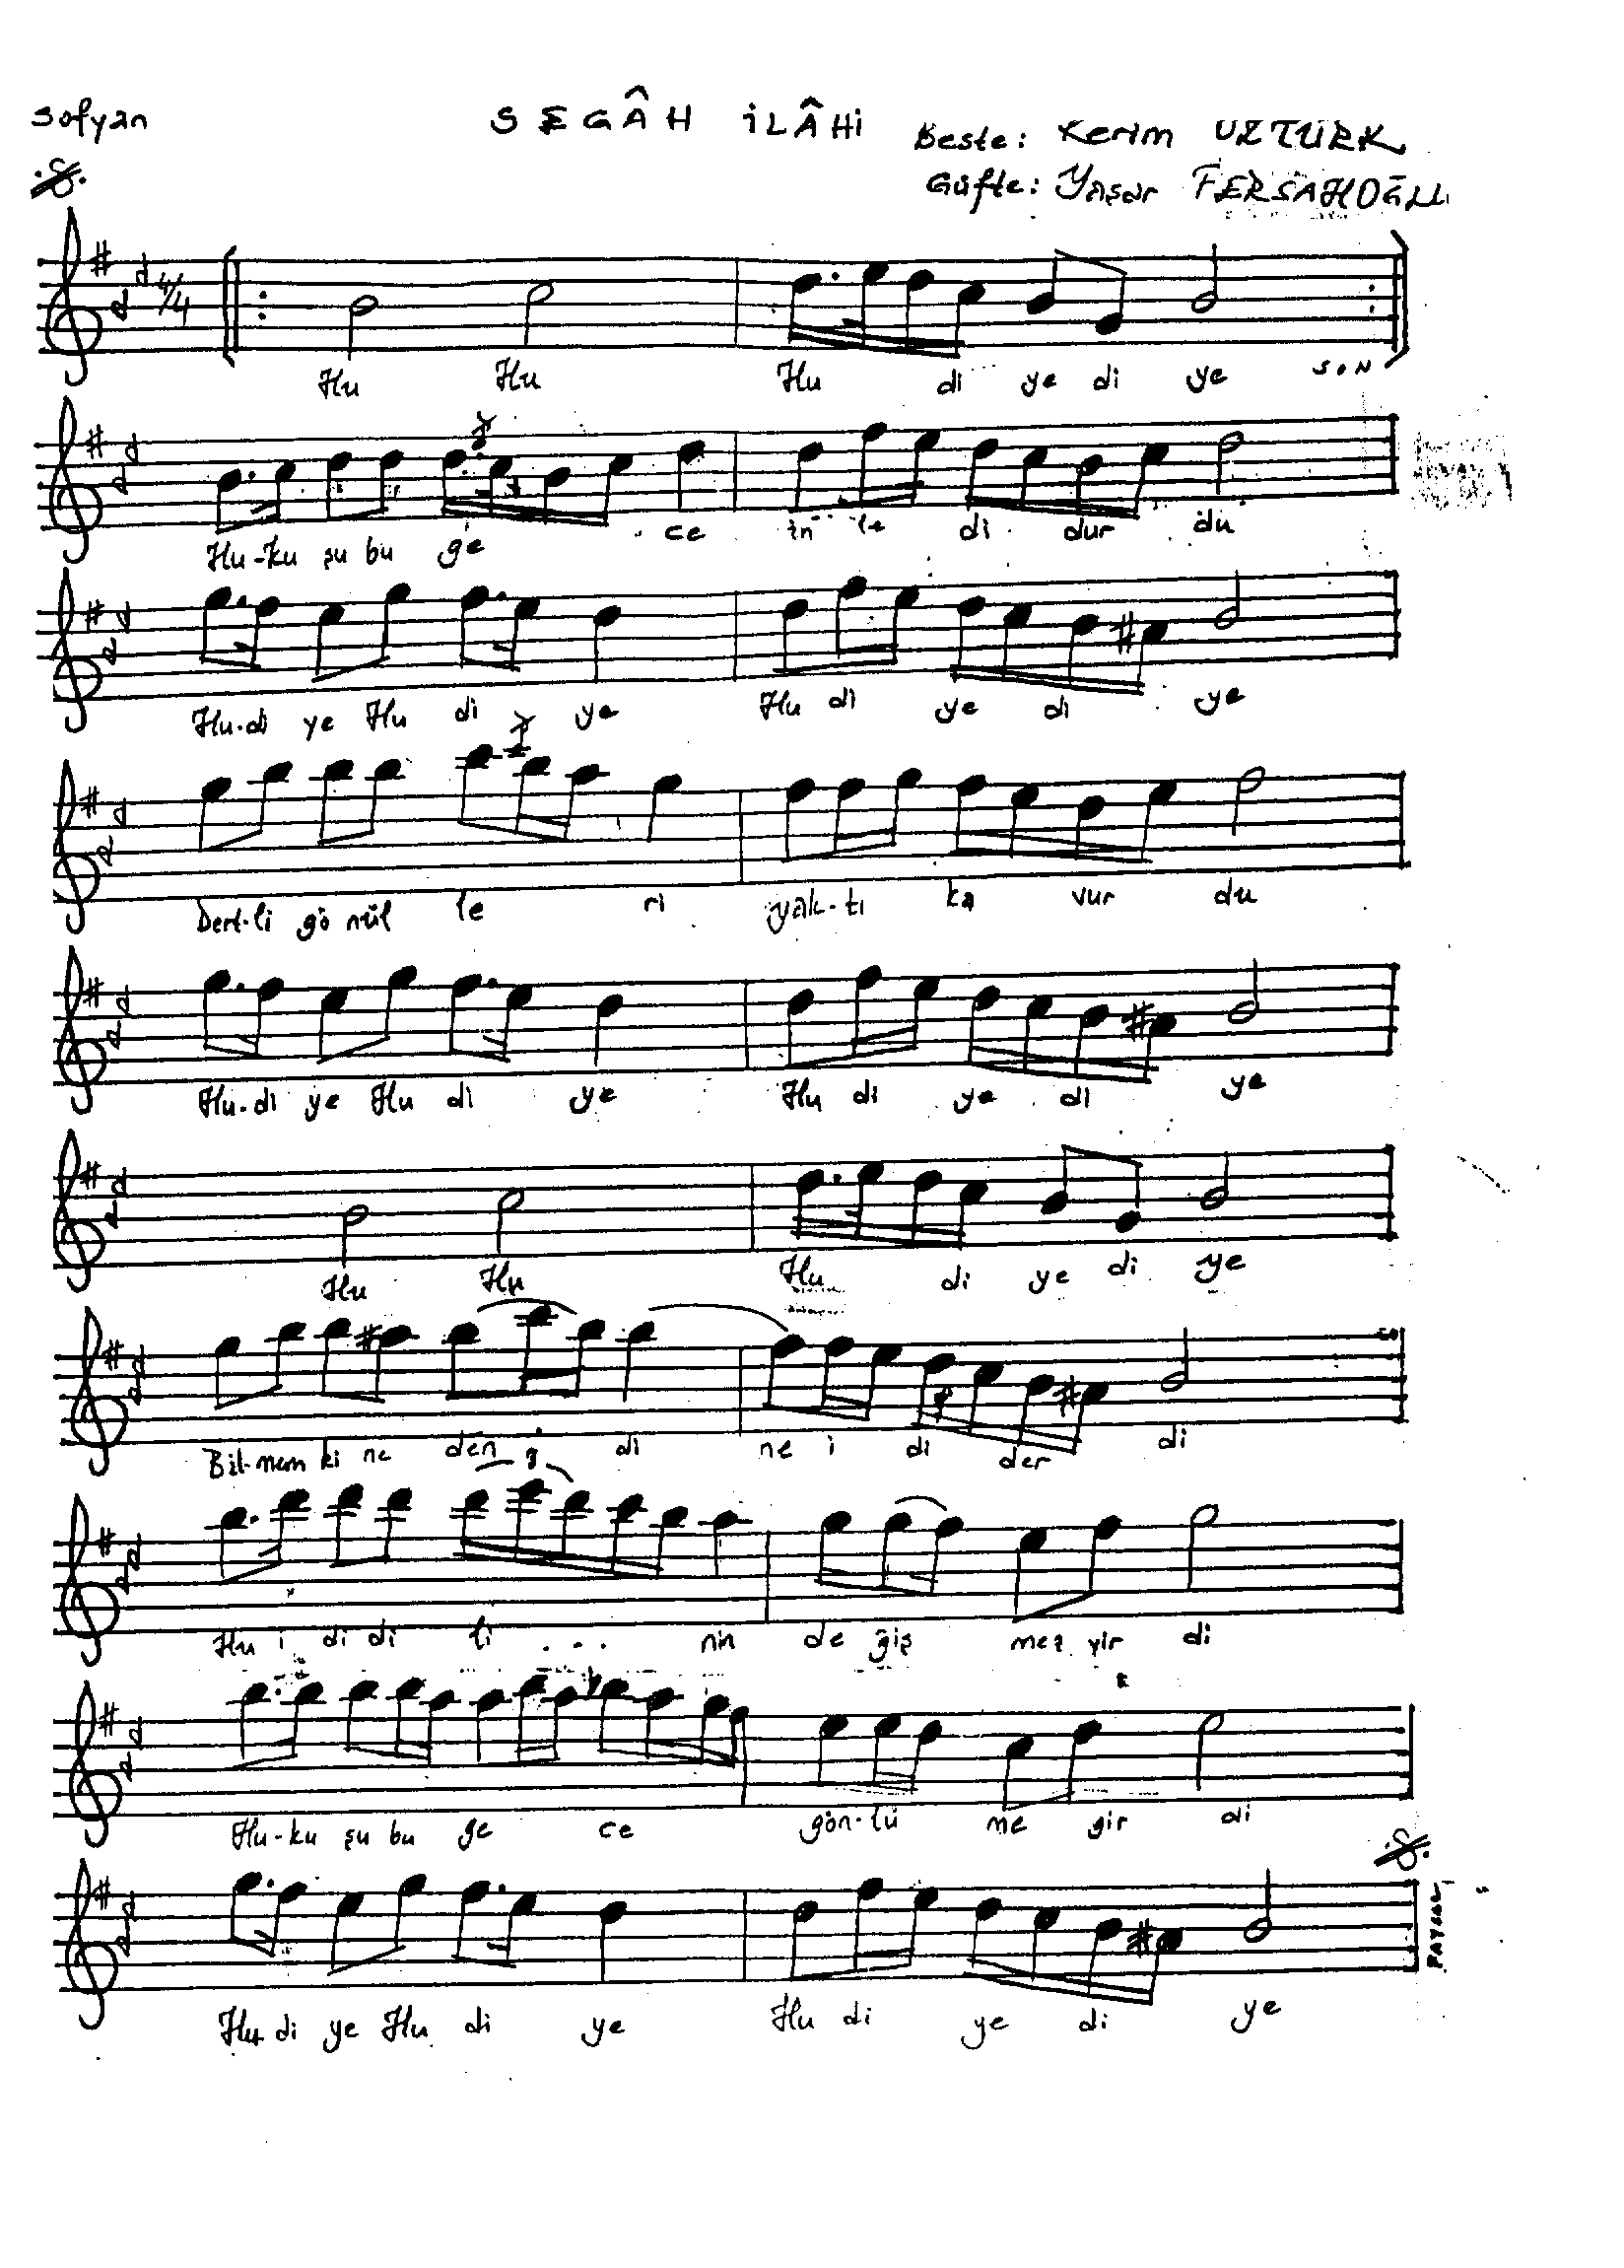 Sofyan
SEGÂH İLÂHİ
Beste: Kerim UZTÜRK
Güfte: Yaşar FERSAHOĞLU
4/4
Hu Hu Hu di ye di ye SON
Hu-ku şu bu ge ce in le di dur du
Hu-di ye Hu di ye Hu di ye di ye
Dert-li gö nül le ri yak-tı ka vur du
Hu-di ye Hu di ye Hu di ye di ye
Hu Hu Hu di ye di ye
Bil-mem ki ne den di ne i di der di
Hu i di di li ... nin de ğiş mez yir di
Hu-ku şu bu ge ce gön-lü me gir di
Hu di ye Hu di ye Hu di ye di ye